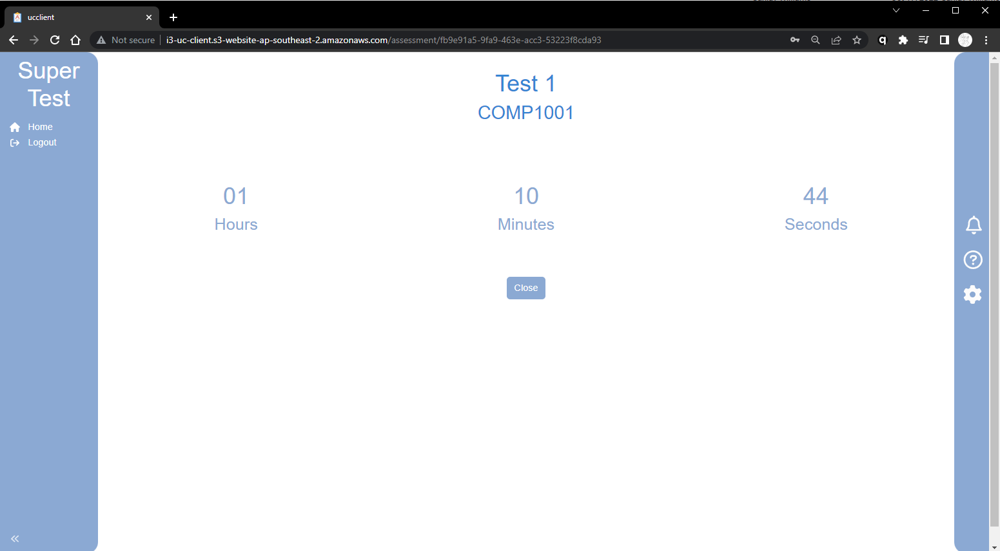 ucclient
Not secure
i3-uc-client.s3-website-ap-southeast-2.amazonaws.com/assessment/fb9e91a5-9fa9-463e-acc3-53223f8cda93
Super
Test
Home
Logout
Test 1
COMP1001
01
Hours
10
Minutes
44
Seconds
Close